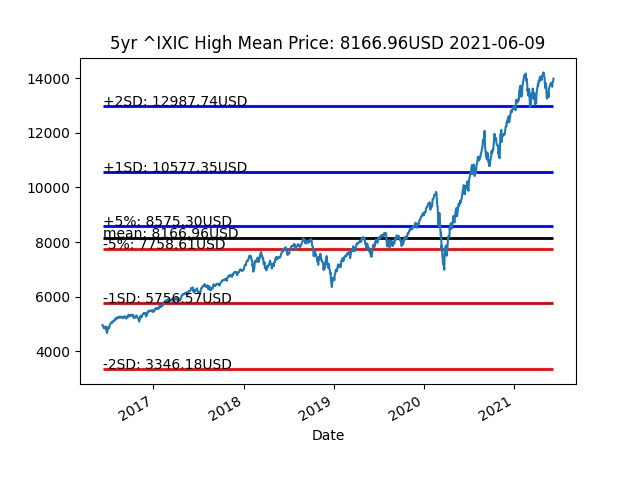 5yr ^IXIC High Mean Price: 8166.96USD 2021-06-09
14000
12000
10000
8000
6000
4000
+2SD: 12987.74USD
+1SD: 10577.35USD
+5%: 8575.30USD
mean: 8166.96USD
-5%: 7758.61USD
-1SD: 5756.57USD
-2SD: 3346.18USD
2017
2018
2019
2020
2021
Date